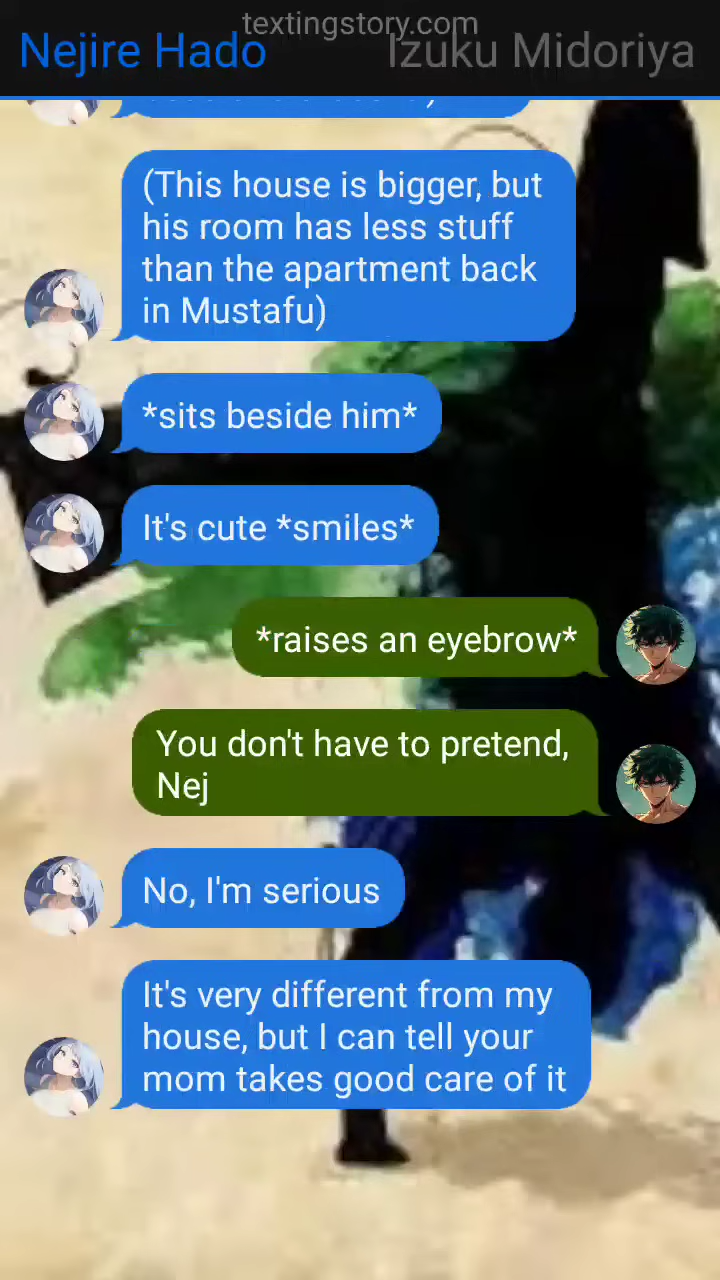 textingstory.com
Nejire Hado
Izuku Midoriya
(This house is bigger, but
his room has less stuff
than the apartment back
in Mustafu)
*sits beside him*
It's cute *smiles*
*raises an eyebrow*
You don't have to pretend,
Nej
No, I'm serious
It's very different from my
house, but I can tell your
mom takes good care of it